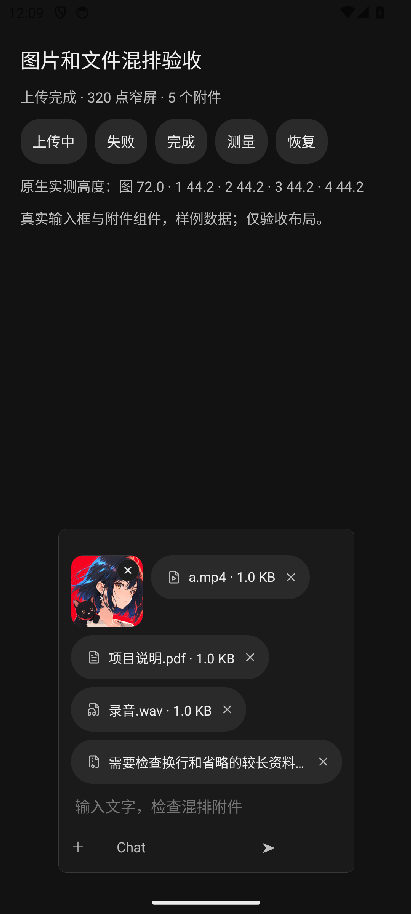 12:09
图片和文件混排验收
上传完成 · 320 点窄屏 · 5 个附件
上传中 失败 完成 测量 恢复
原生实测高度：图 72.0 · 1 44.2 · 2 44.2 · 3 44.2 · 4 44.2
真实输入框与附件组件，样例数据；仅验收布局。
a.mp4 · 1.0 KB
项目说明.pdf · 1.0 KB
录音.wav · 1.0 KB
需要检查换行和省略的较长资料...
输入文字，检查混排附件
Chat